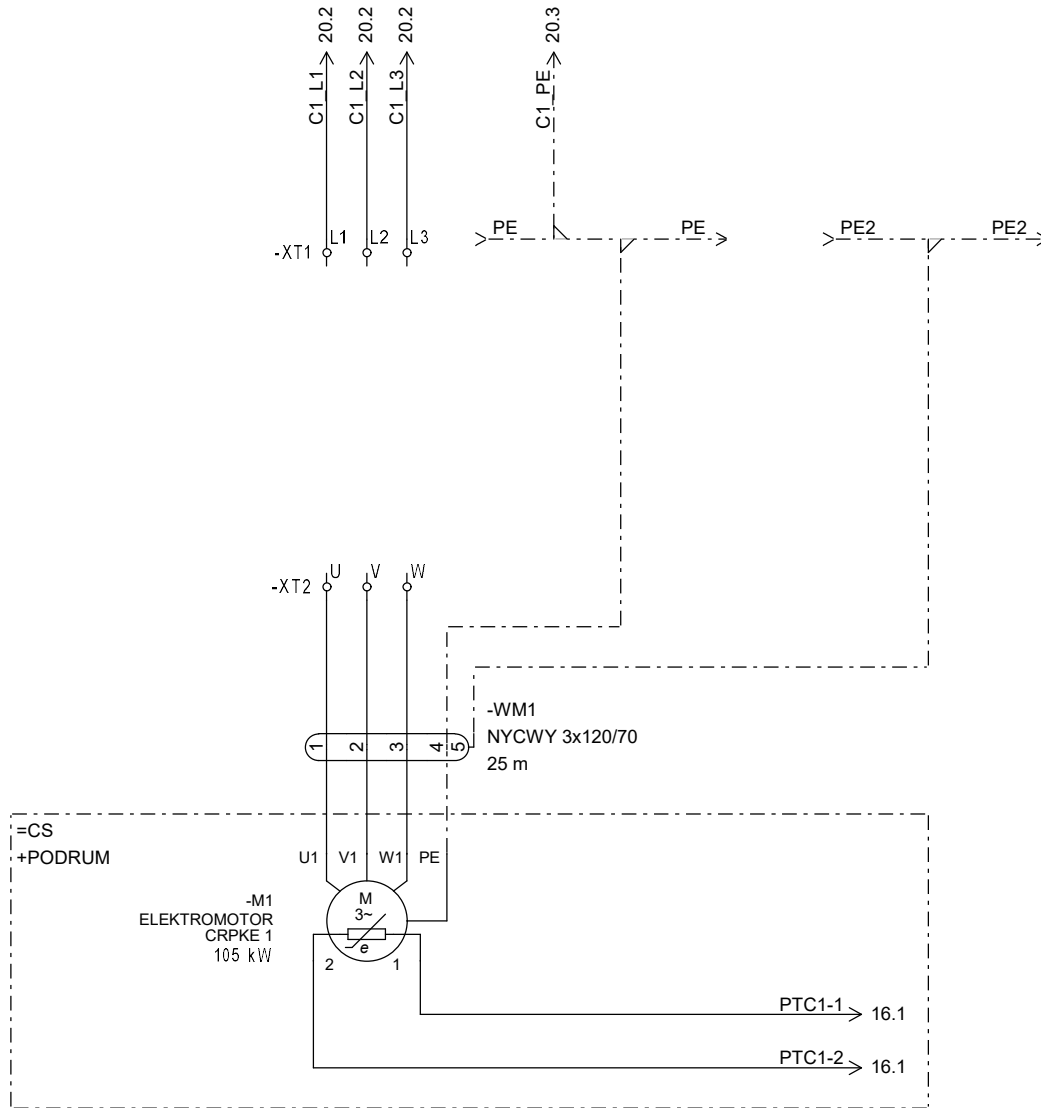 20.2 20.2 20.2 20.3
C1_L1 C1_L2 C1_L3 C1_PE
PE PE PE2 PE2
-XT1 L1 L2 L3
-XT2 U V W
-WM1
NYCWY 3x120/70
25 m
1 2 3 4 5
=CS
+PODRUM
U1 V1 W1 PE
-M1
ELEKTROMOTOR
CRPKE 1
105 kW
M
3~
e
2 1
PTC1-1 16.1
PTC1-2 16.1